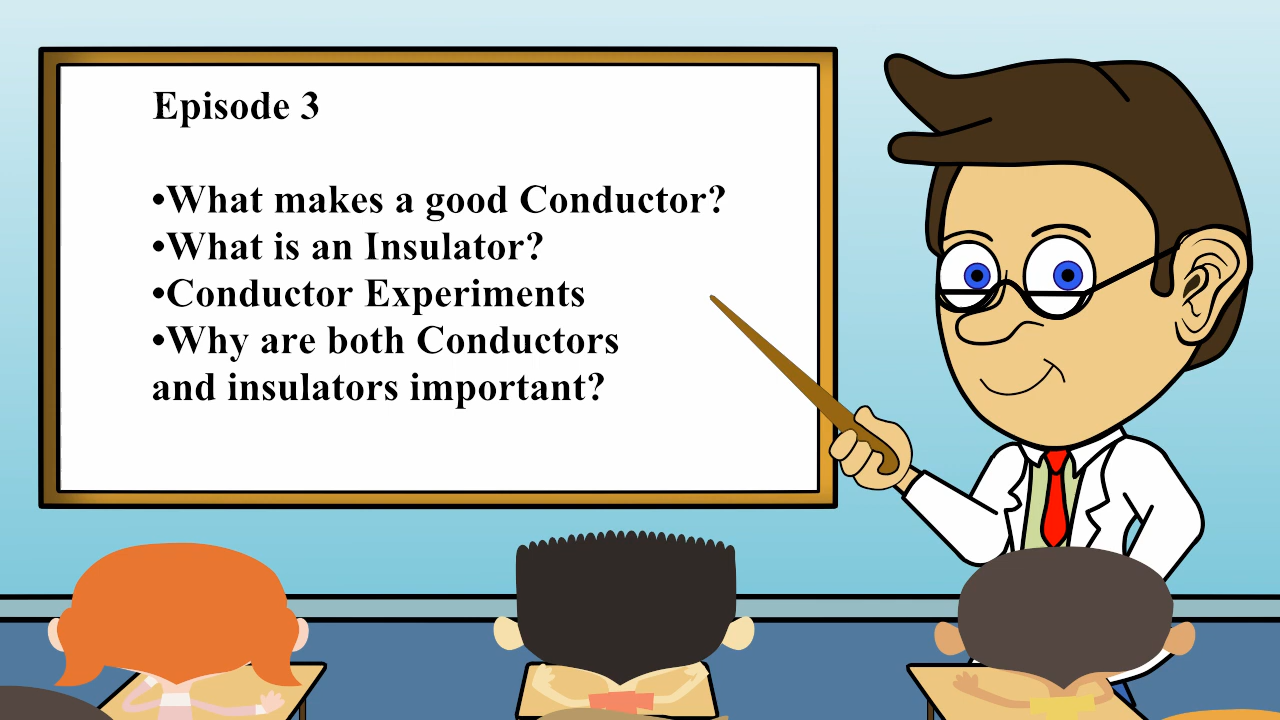 Episode 3
•What makes a good Conductor?
•What is an Insulator?
•Conductor Experiments
•Why are both Conductors
and insulators important?